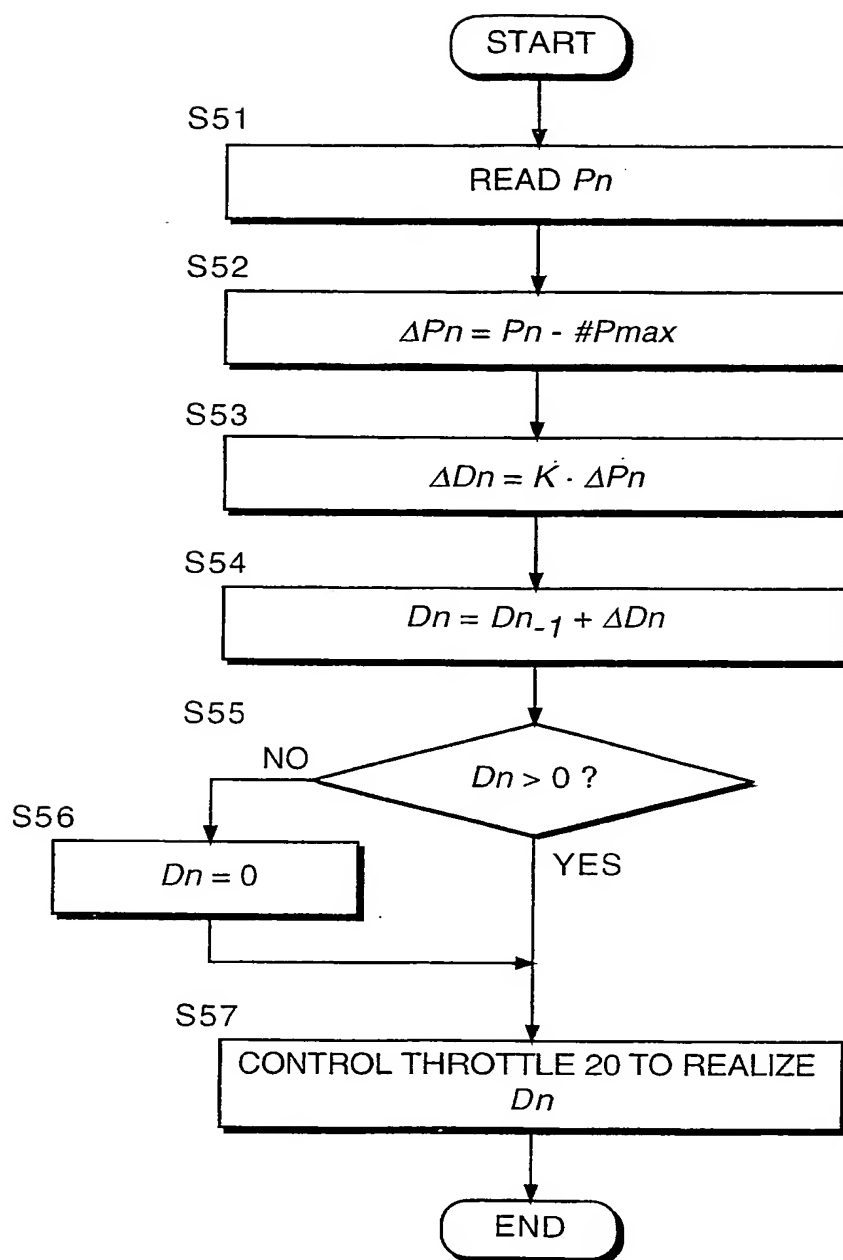 START
S51
READ Pn
S52
ΔPn = Pn - #Pmax
S53
ΔDn = K · ΔPn
S54
Dn = Dn-1 + ΔDn
S55
NO
Dn > 0 ?
S56
Dn = 0
YES
S57
CONTROL THROTTLE 20 TO REALIZE
Dn
END